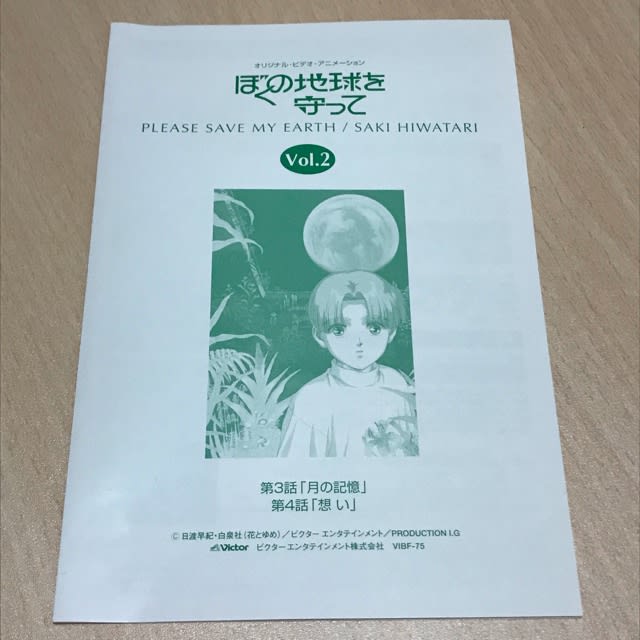 オリジナル・ビデオ・アニメーション
ぼくの地球を
守って
PLEASE SAVE MY EARTH / SAKI HIWATARI
Vol.2
第3話「月の記憶」
第4話「想 い」
© 日渡早紀・白泉社(花とゆめ)／ビクター エンタテインメント／PRODUCTION I.G
Victor ビクター エンタテインメント株式会社 VIBF-75